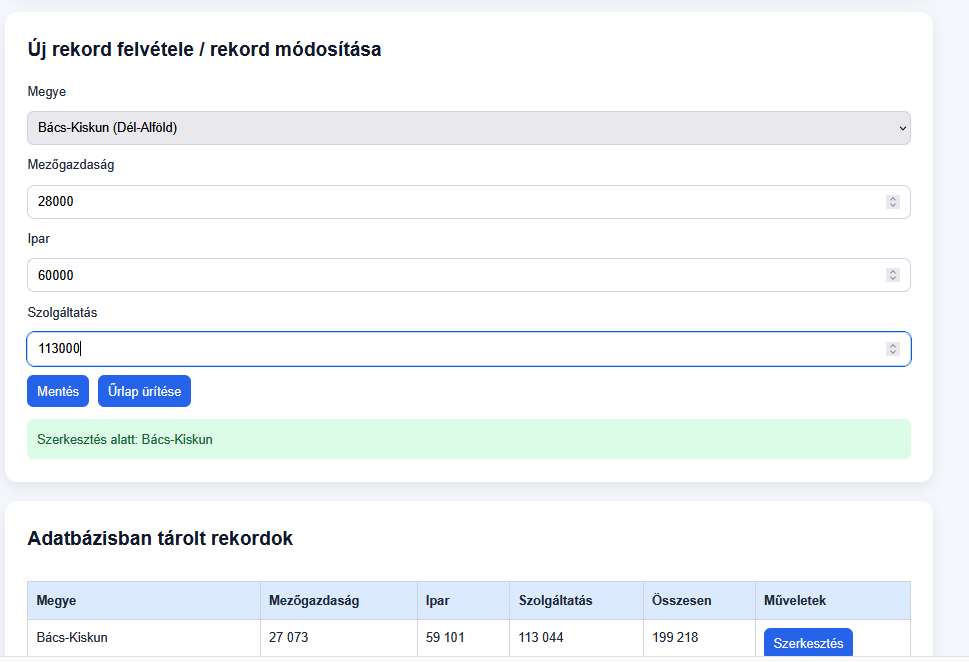 Új rekord felvétele / rekord módosítása
Megye
Bács-Kiskun (Dél-Alföld)
Mezőgazdaság
28000
Ipar
60000
Szolgáltatás
113000
Mentés Űrlap ürítése
Szerkesztés alatt: Bács-Kiskun
Adatbázisban tárolt rekordok
Megye Mezőgazdaság Ipar Szolgáltatás Összesen Műveletek
Bács-Kiskun 27 073 59 101 113 044 199 218 Szerkesztés